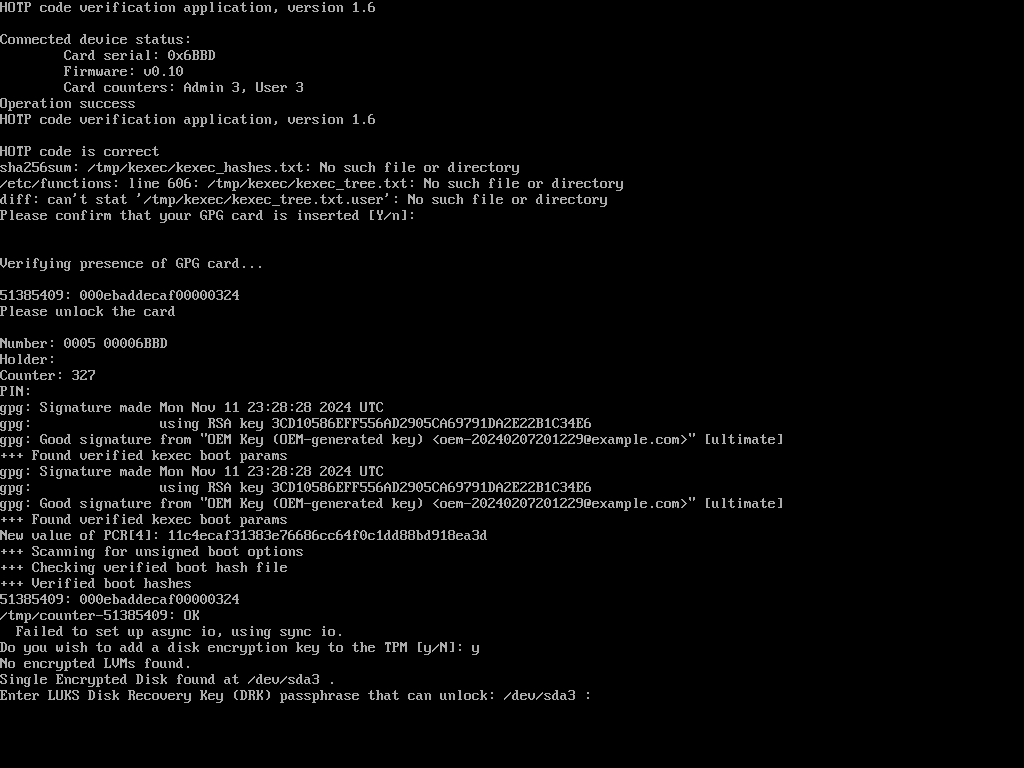 HOTP code verification application, version 1.6
Connected device status:
Card serial: 0x6BBD
Firmware: v0.10
Card counters: Admin 3, User 3
Operation success
HOTP code verification application, version 1.6
HOTP code is correct
sha256sum: /tmp/kexec/kexec_hashes.txt: No such file or directory
/etc/functions: line 606: /tmp/kexec/kexec_tree.txt: No such file or directory
diff: can't stat '/tmp/kexec/kexec_tree.txt.user': No such file or directory
Please confirm that your GPG card is inserted [Y/n]:
Verifying presence of GPG card...
51385409: 000ebaddecaf00000324
Please unlock the card
Number: 0005 00006BBD
Holder:
Counter: 327
PIN:
gpg: Signature made Mon Nov 11 23:28:28 2024 UTC
gpg:                using RSA key 3CD10586EFF556AD2905CA69791DA2E22B1C34E6
gpg: Good signature from "OEM Key (OEM-generated key) <oem-20240207201229@example.com>" [ultimate]
+++ Found verified kexec boot params
gpg: Signature made Mon Nov 11 23:28:28 2024 UTC
gpg:                using RSA key 3CD10586EFF556AD2905CA69791DA2E22B1C34E6
gpg: Good signature from "OEM Key (OEM-generated key) <oem-20240207201229@example.com>" [ultimate]
+++ Found verified kexec boot params
New value of PCR[4]: 11c4ecaf31383e76686cc64f0c1dd88bd918ea3d
+++ Scanning for unsigned boot options
+++ Checking verified boot hash file
+++ Verified boot hashes
51385409: 000ebaddecaf00000324
/tmp/counter-51385409: OK
Failed to set up async io, using sync io.
Do you wish to add a disk encryption key to the TPM [y/N]: y
No encrypted LVMs found.
Single Encrypted Disk found at /dev/sda3 .
Enter LUKS Disk Recovery Key (DRK) passphrase that can unlock: /dev/sda3 :